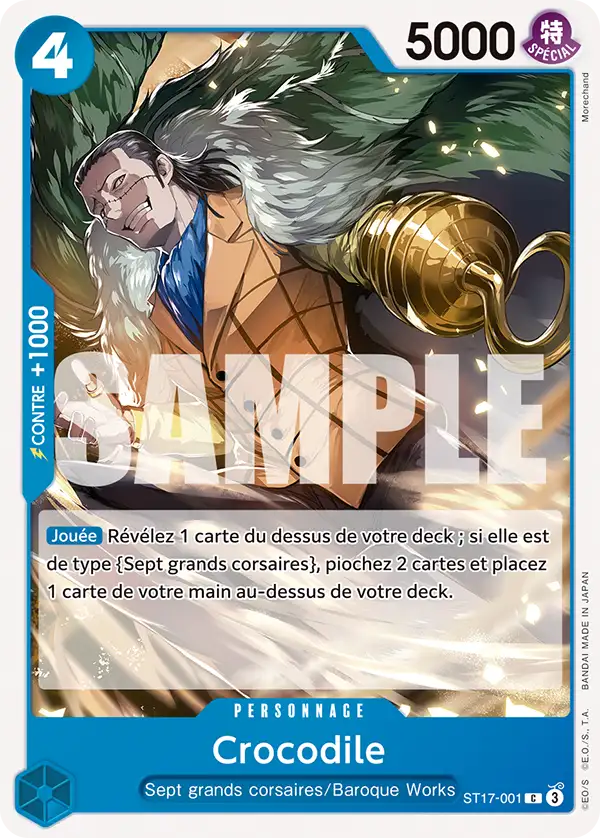 4
5000
特
SPÉCIAL
Morechand
CONTRE +1000
SAMPLE
Jouée Révélez 1 carte du dessus de votre deck ; si elle est
de type {Sept grands corsaires}, piochez 2 cartes et placez
1 carte de votre main au-dessus de votre deck.
PERSONNAGE
Crocodile
Sept grands corsaires/Baroque Works
ST17-001 C 3
©EO/S ©E.O./S., T.A. BANDAI MADE IN JAPAN